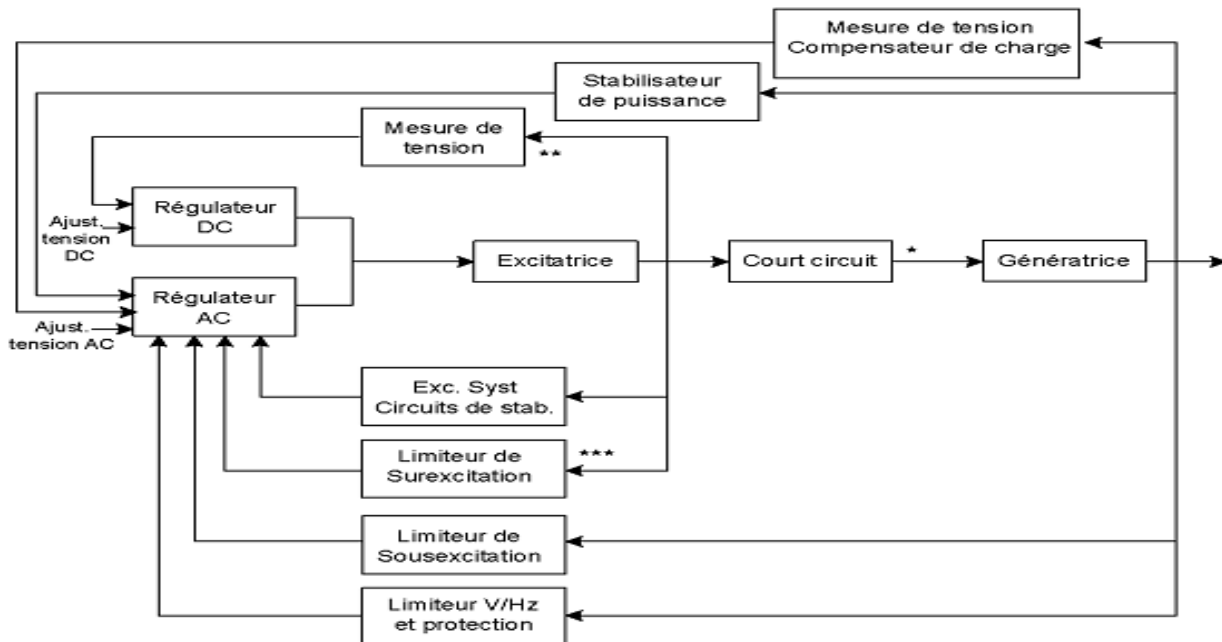 Mesure de tension
Compensateur de charge
Stabilisateur
de puissance
Mesure de
tension
**
Régulateur
DC
Ajust.
tension
DC
Excitatrice
Court circuit
*
Génératrice
Régulateur
AC
Ajust.
tension AC
Exc. Syst
Circuits de stab.
Limiteur de
Surexcitation
***
Limiteur de
Sousexcitation
Limiteur V/Hz
et protection